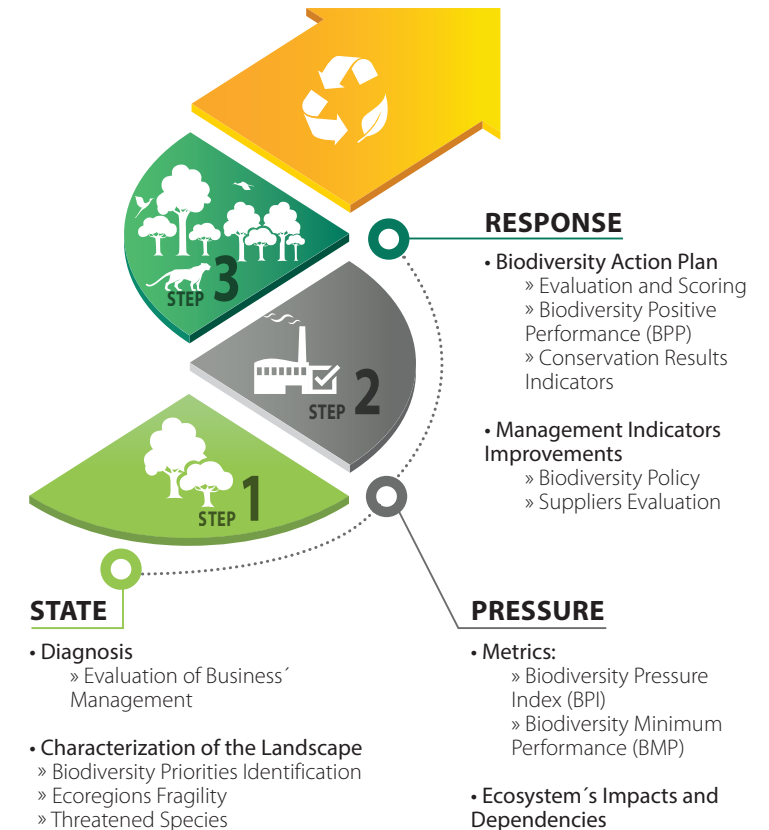 STEP 3
STEP 2
STEP 1
RESPONSE
• Biodiversity Action Plan
» Evaluation and Scoring
» Biodiversity Positive
Performance (BPP)
» Conservation Results
Indicators
• Management Indicators
Improvements
» Biodiversity Policy
» Suppliers Evaluation
STATE
• Diagnosis
» Evaluation of Business´
Management
• Characterization of the Landscape
» Biodiversity Priorities Identification
» Ecoregions Fragility
» Threatened Species
PRESSURE
• Metrics:
» Biodiversity Pressure
Index (BPI)
» Biodiversity Minimum
Performance (BMP)
• Ecosystem´s Impacts and
Dependencies